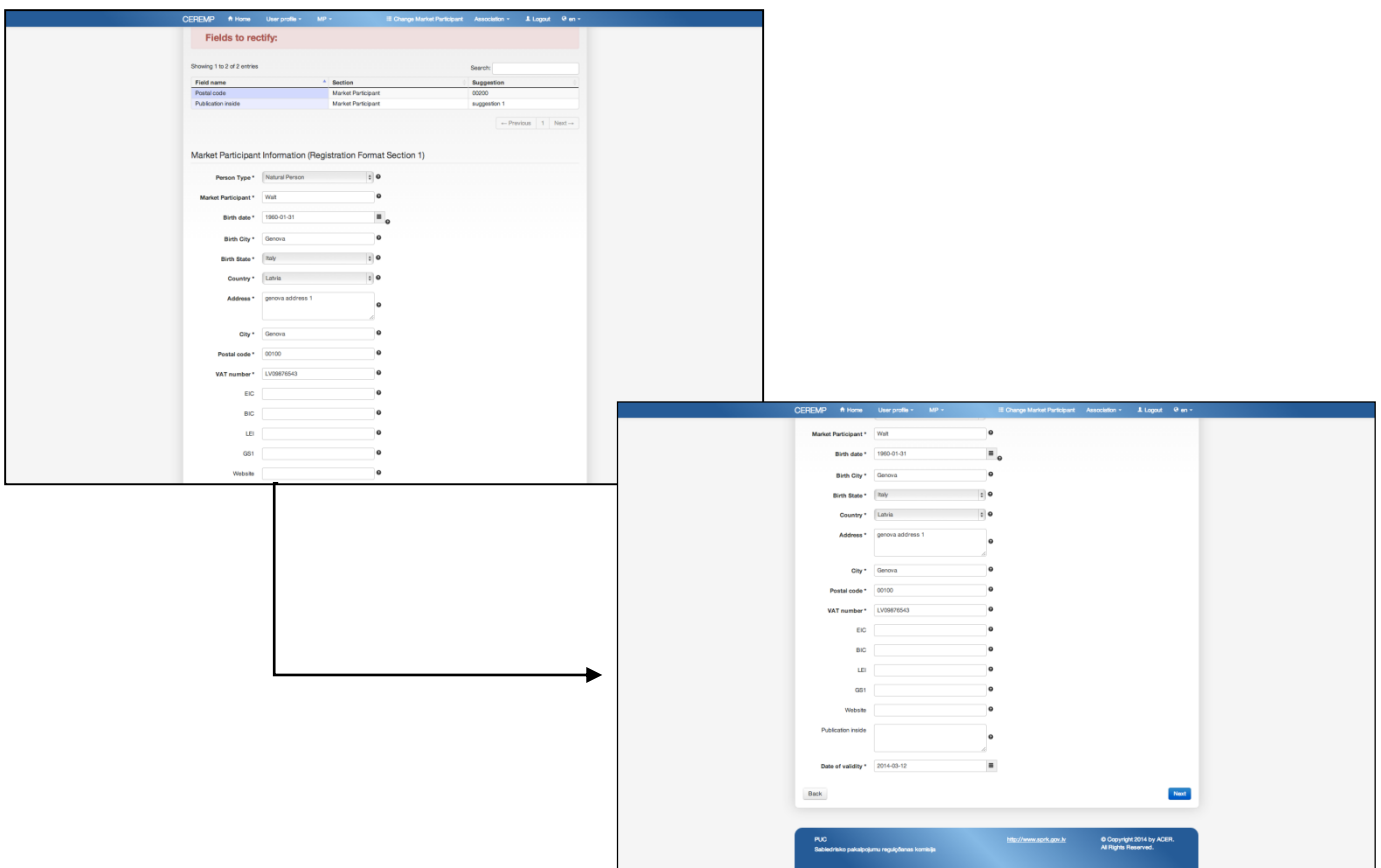 CEREMP Home User profile MP Change Market Participant Association Logout en
Fields to rectify:
Showing 1 to 2 of 2 entries Search:
Field name Section Suggestion
Postal code Market Participant 00200
Publication inside Market Participant suggestion 1
← Previous 1 Next →
Market Participant Information (Registration Format Section 1)
Person Type * Natural Person
Market Participant * Walt
Birth date * 1960-01-31
Birth City * Genova
Birth State * Italy
Country * Latvia
Address * genova address 1
City * Genova
Postal code * 00100
VAT number * LV09876543
EIC
BIC
LEI
GS1
Website
CEREMP Home User profile MP Change Market Participant Association Logout en
Market Participant * Walt
Birth date * 1960-01-31
Birth City * Genova
Birth State * Italy
Country * Latvia
Address * genova address 1
City * Genova
Postal code * 00100
VAT number * LV09876543
EIC
BIC
LEI
GS1
Website
Publication inside
Date of validity * 2014-03-12
Back Next
PUC http://www.sprk.gov.lv © Copyright 2014 by ACER.
Sabiedrisko pakalpojumu regulēšanas komisija All Rights Reserved.